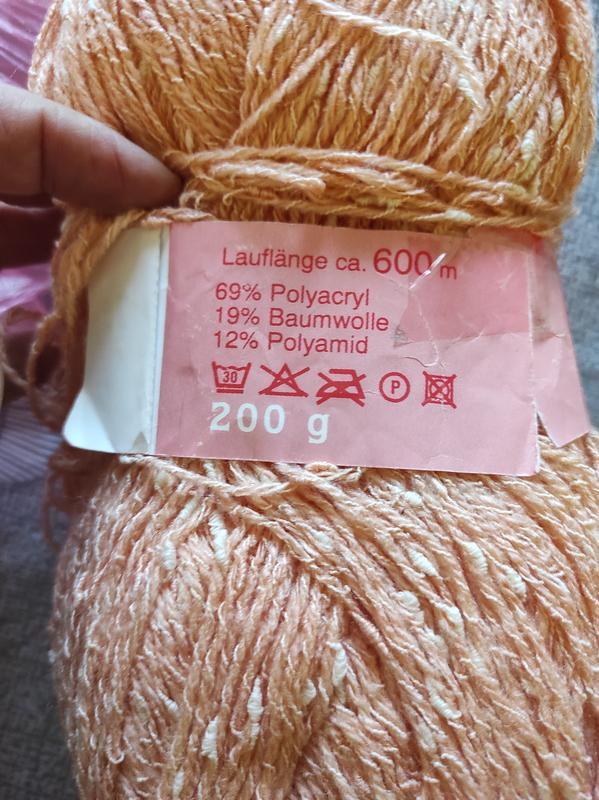 Lauflänge ca. 600 m
69% Polyacryl
19% Baumwolle
12% Polyamid
30 P
200 g